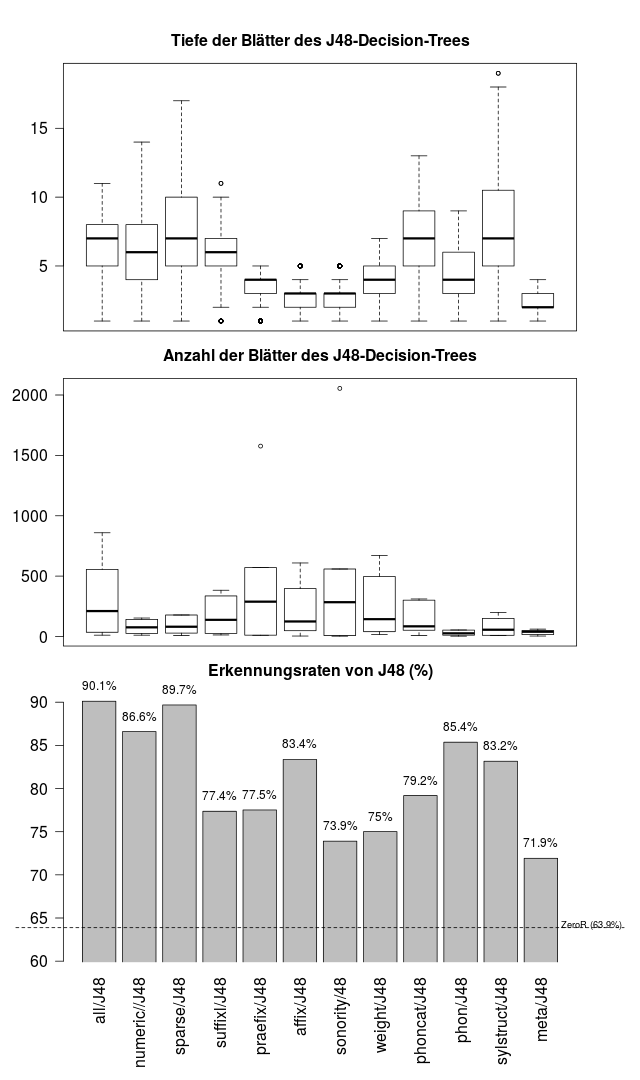 Tiefe der Blätter des J48-Decision-Trees
15
10
5
Anzahl der Blätter des J48-Decision-Trees
2000
1500
1000
500
0
Erkennungsraten von J48 (%)
90.1%
86.6%
89.7%
77.4%
77.5%
83.4%
73.9%
75%
79.2%
85.4%
83.2%
71.9%
90
85
80
75
70
65
60
ZeroR (63.9%)
all/J48
numeric//J48
sparse/J48
suffixl/J48
praefix/J48
affix/J48
sonority/48
weight/J48
phoncat/J48
phon/J48
sylstruct/J48
meta/J48